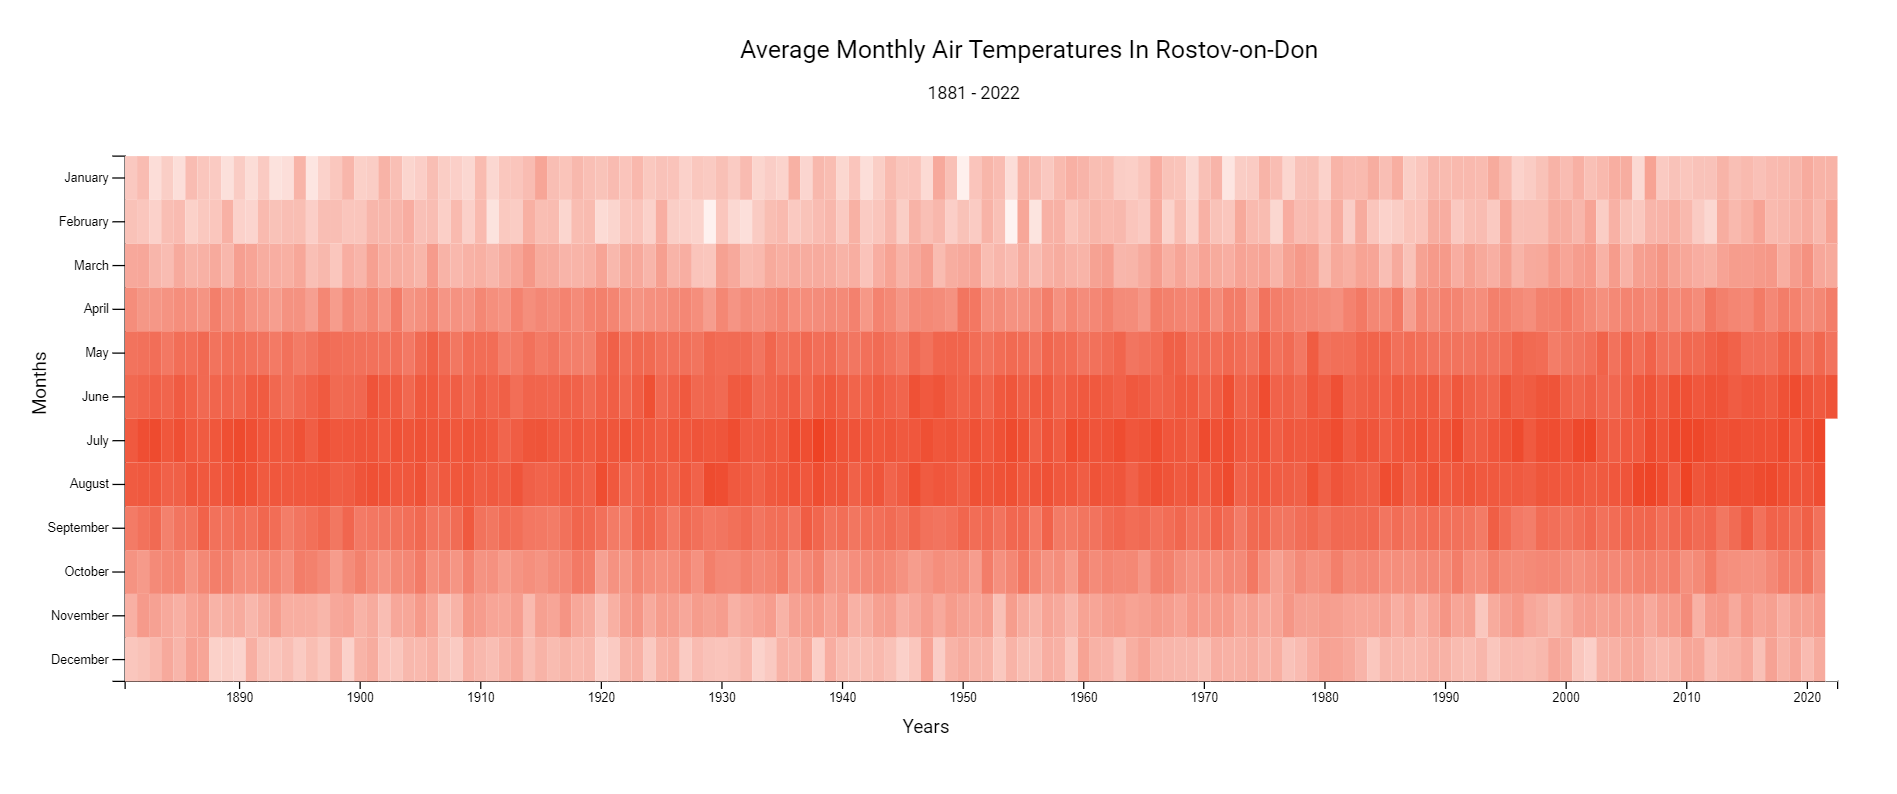 Average Monthly Air Temperatures In Rostov-on-Don
1881 - 2022
January
February
March
April
May
June
July
August
September
October
November
December
Months
1890 1900 1910 1920 1930 1940 1950 1960 1970 1980 1990 2000 2010 2020
Years